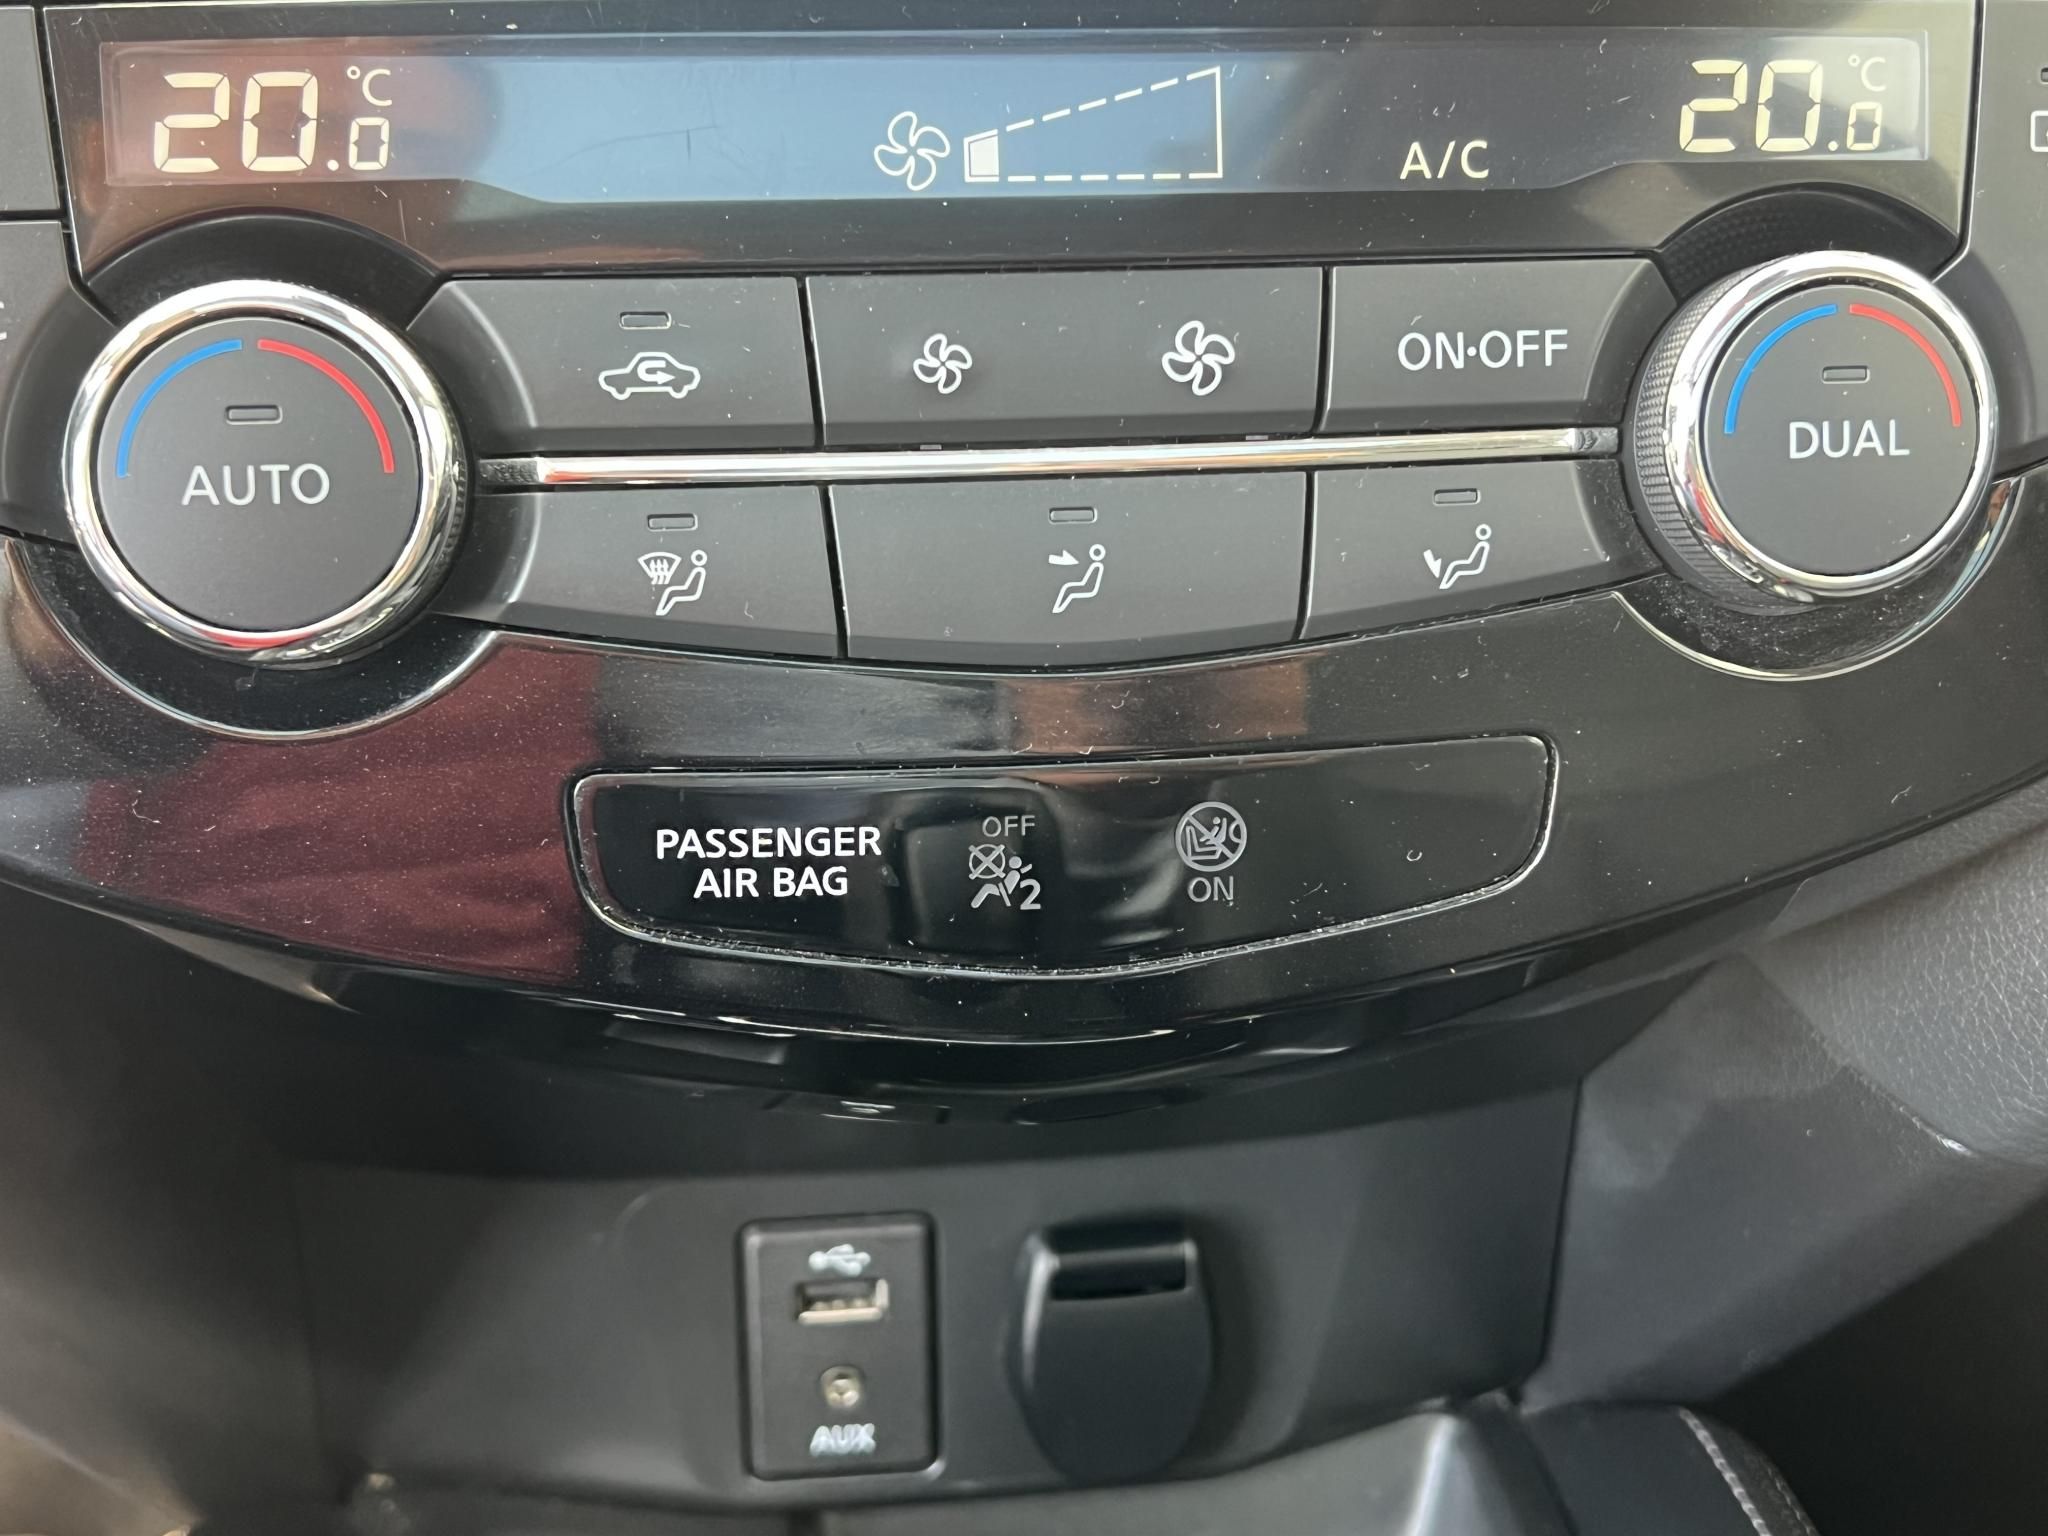 20.0 °C
A/C
20.0 °C
ON•OFF
AUTO
DUAL
PASSENGER
AIR BAG
OFF
2
ON
AUX